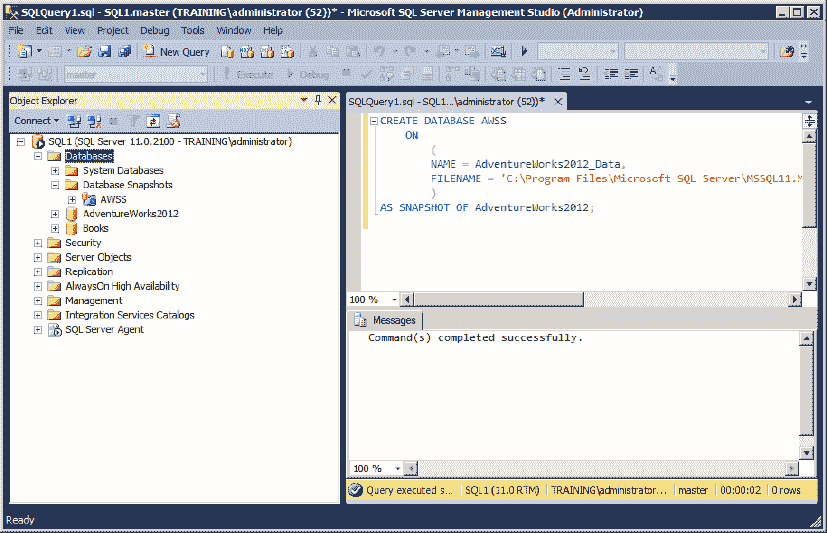 SQLQuery1.sql - SQL1.master (TRAINING\administrator (52))* - Microsoft SQL Server Management Studio (Administrator)
File Edit View Project Debug Tools Window Help
New Query
master Execute Debug
Object Explorer
Connect
SQL1 (SQL Server 11.0.2100 - TRAINING\administrator)
Databases
System Databases
Database Snapshots
AWSS
AdventureWorks2012
Books
Security
Server Objects
Replication
AlwaysOn High Availability
Management
Integration Services Catalogs
SQL Server Agent
SQLQuery1.sql - SQL1...\administrator (52))*
CREATE DATABASE AWSS
ON
(
NAME = AdventureWorks2012_Data,
FILENAME = 'C:\Program Files\Microsoft SQL Server\MSSQL11.M
)
AS SNAPSHOT OF AdventureWorks2012;
100 %
Messages
Command(s) completed successfully.
100 %
Query executed s... SQL1 (11.0 RTM) TRAINING\administrator... master 00:00:02 0 rows
Ready